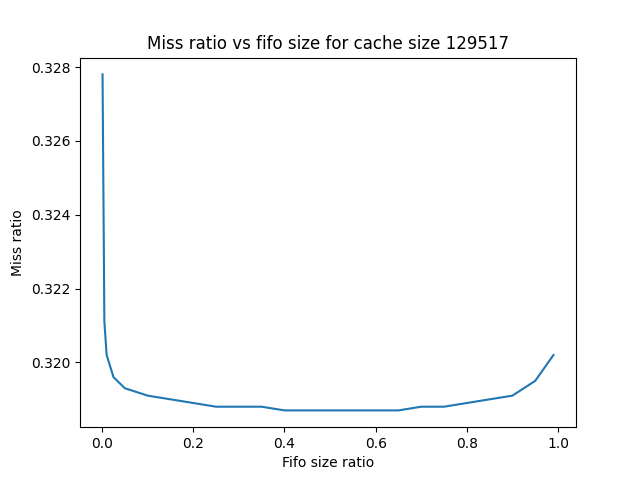 Miss ratio vs fifo size for cache size 129517
0.328
0.326
0.324
0.322
0.320
Miss ratio
0.0 0.2 0.4 0.6 0.8 1.0
Fifo size ratio